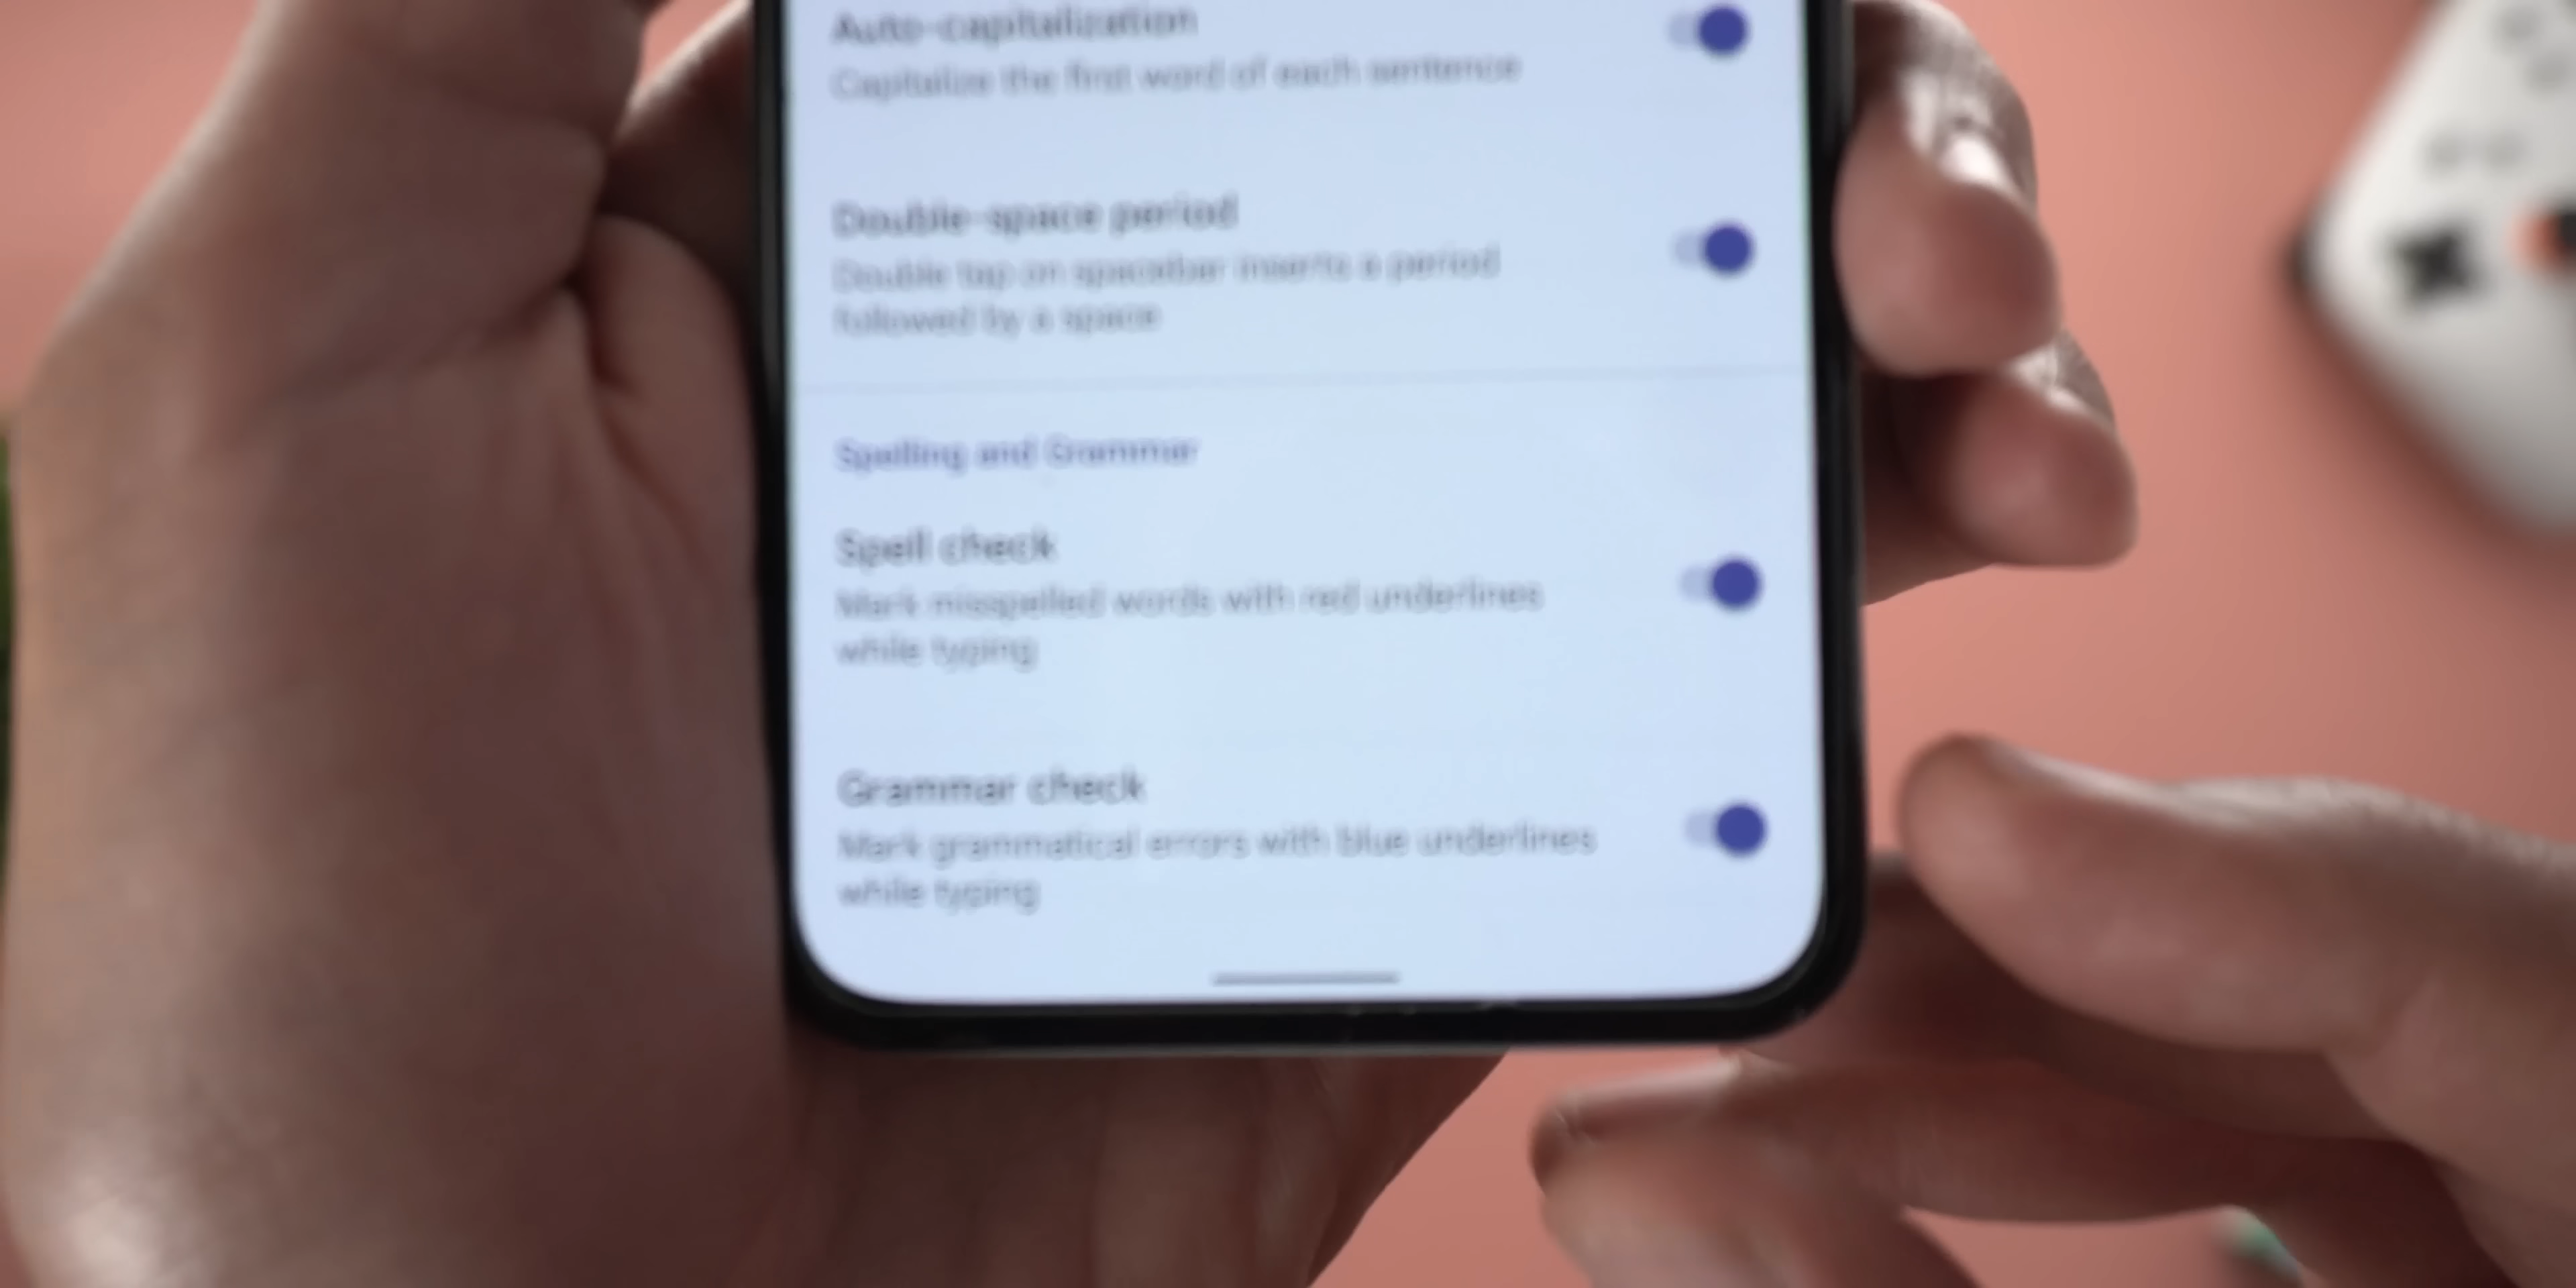 Auto-capitalization
Capitalize the first word of each sentence
Double-space period
Double tap on spacebar inserts a period
followed by a space
Spelling and Grammar
Spell check
Mark misspelled words with red underlines
while typing
Grammar check
Mark grammatical errors with blue underlines
while typing